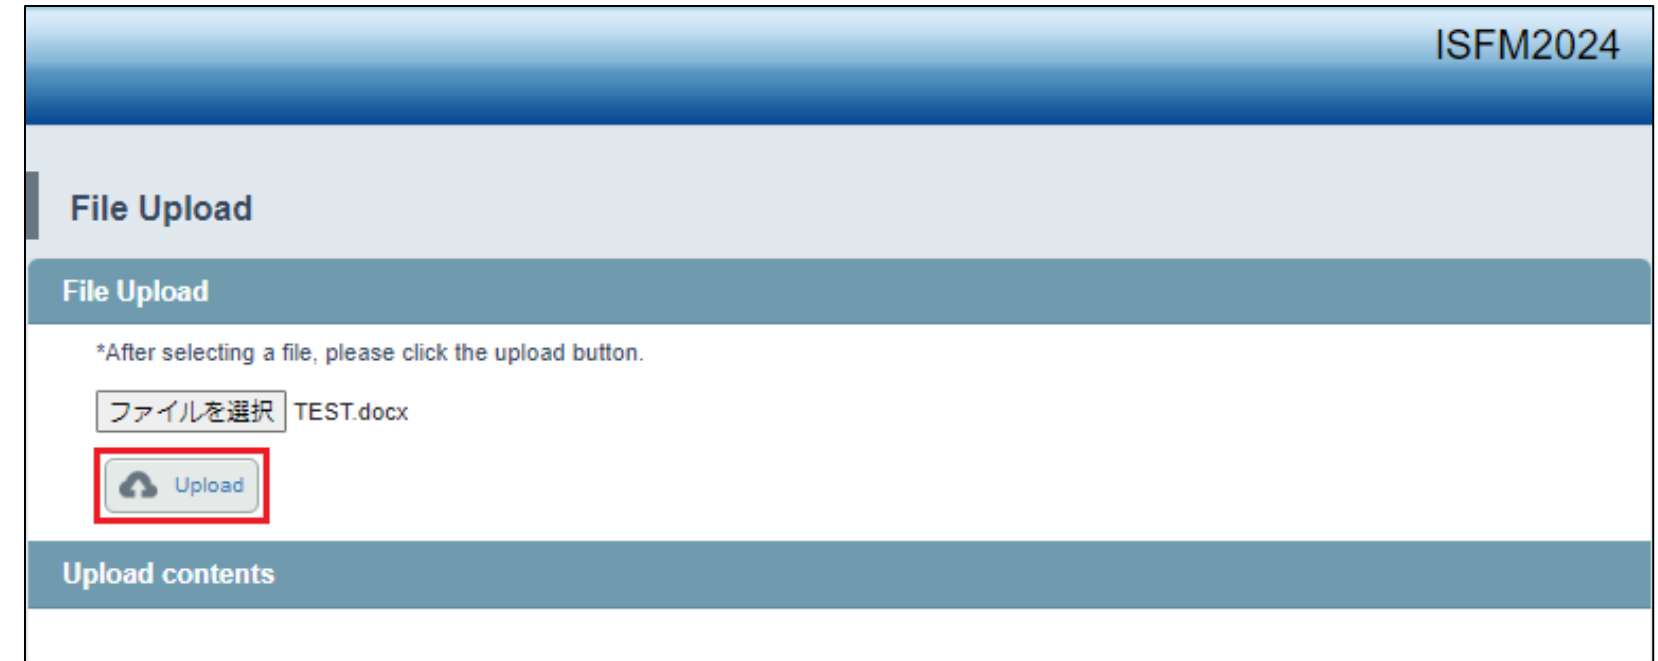 ISFM2024
File Upload
File Upload
*After selecting a file, please click the upload button.
ファイルを選択 TEST.docx
Upload
Upload contents